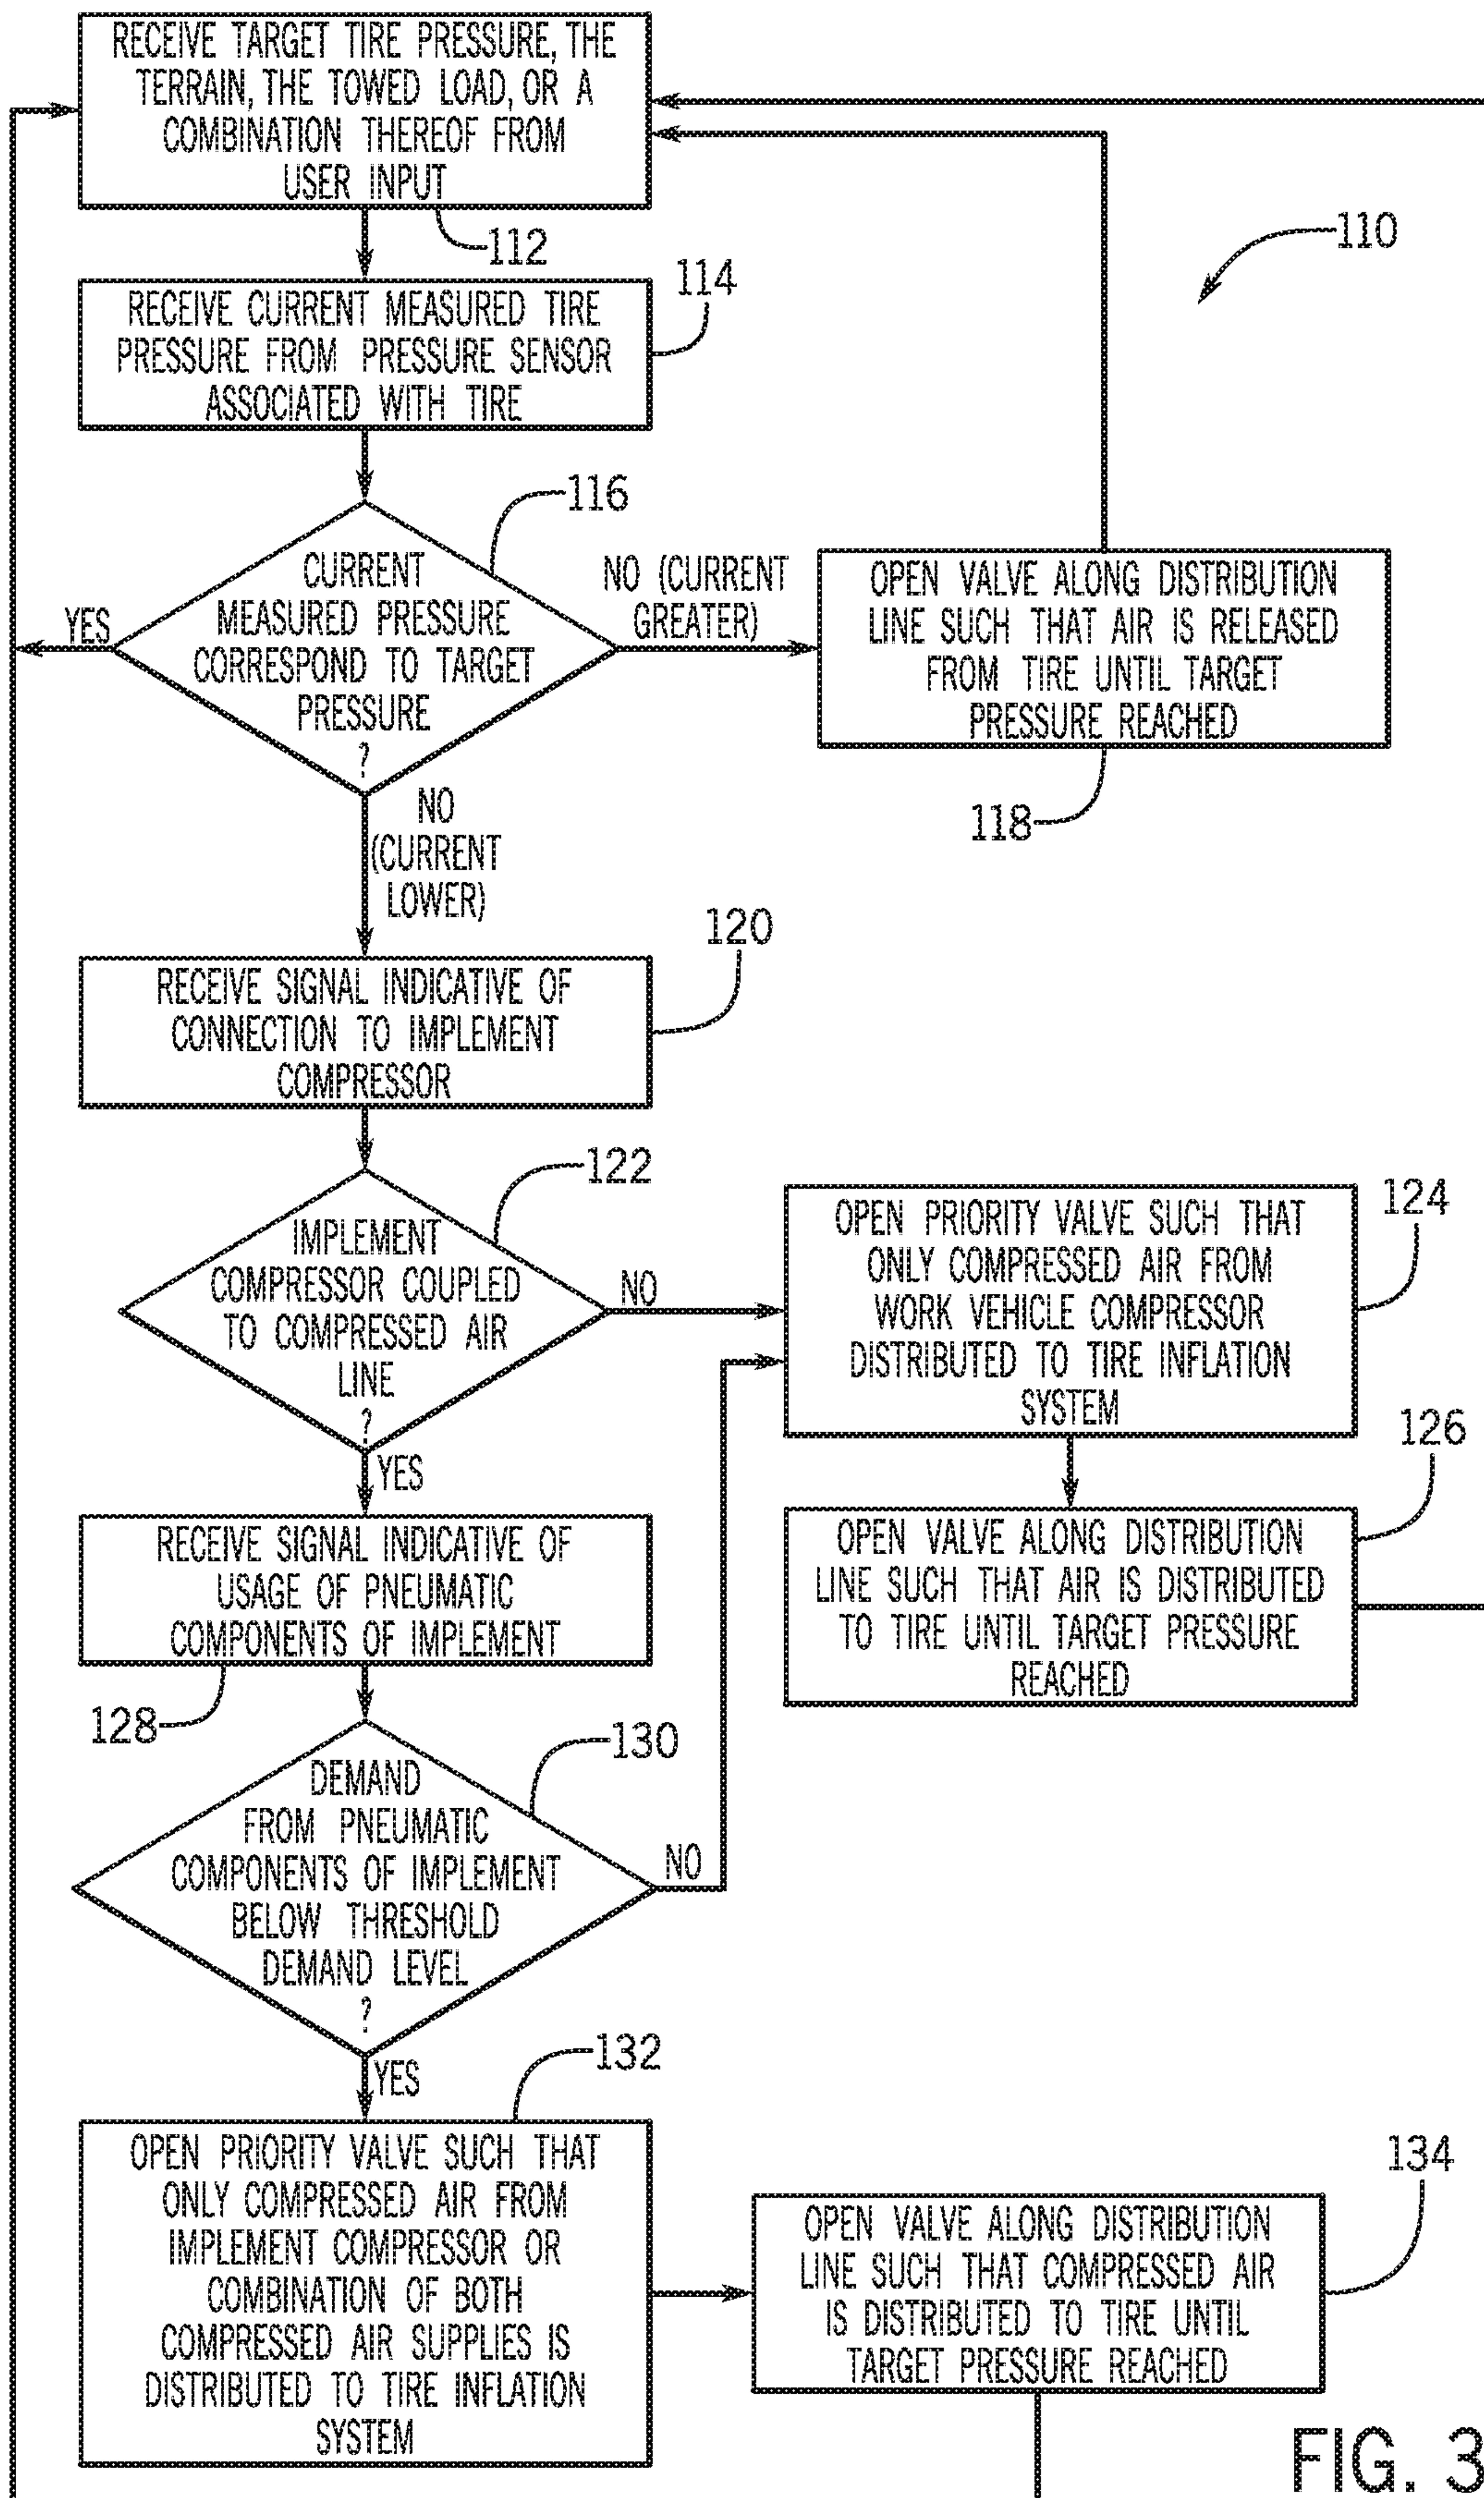 RECEIVE TARGET TIRE PRESSURE, THE
TERRAIN, THE TOWED LOAD, OR A
COMBINATION THEREOF FROM
USER INPUT
112
110
114
RECEIVE CURRENT MEASURED TIRE
PRESSURE FROM PRESSURE SENSOR
ASSOCIATED WITH TIRE
116
CURRENT
MEASURED PRESSURE
CORRESPOND TO TARGET
PRESSURE
?
YES
NO (CURRENT
GREATER)
OPEN VALVE ALONG DISTRIBUTION
LINE SUCH THAT AIR IS RELEASED
FROM TIRE UNTIL TARGET
PRESSURE REACHED
118
NO
(CURRENT
LOWER)
120
RECEIVE SIGNAL INDICATIVE OF
CONNECTION TO IMPLEMENT
COMPRESSOR
122
IMPLEMENT
COMPRESSOR COUPLED
TO COMPRESSED AIR
LINE
?
NO
YES
124
OPEN PRIORITY VALVE SUCH THAT
ONLY COMPRESSED AIR FROM
WORK VEHICLE COMPRESSOR
DISTRIBUTED TO TIRE INFLATION
SYSTEM
126
OPEN VALVE ALONG DISTRIBUTION
LINE SUCH THAT AIR IS DISTRIBUTED
TO TIRE UNTIL TARGET PRESSURE
REACHED
RECEIVE SIGNAL INDICATIVE OF
USAGE OF PNEUMATIC
COMPONENTS OF IMPLEMENT
128
130
DEMAND
FROM PNEUMATIC
COMPONENTS OF IMPLEMENT
BELOW THRESHOLD
DEMAND LEVEL
?
NO
YES
132
OPEN PRIORITY VALVE SUCH THAT
ONLY COMPRESSED AIR FROM
IMPLEMENT COMPRESSOR OR
COMBINATION OF BOTH
COMPRESSED AIR SUPPLIES IS
DISTRIBUTED TO TIRE INFLATION
SYSTEM
134
OPEN VALVE ALONG DISTRIBUTION
LINE SUCH THAT COMPRESSED AIR
IS DISTRIBUTED TO TIRE UNTIL
TARGET PRESSURE REACHED
FIG. 3